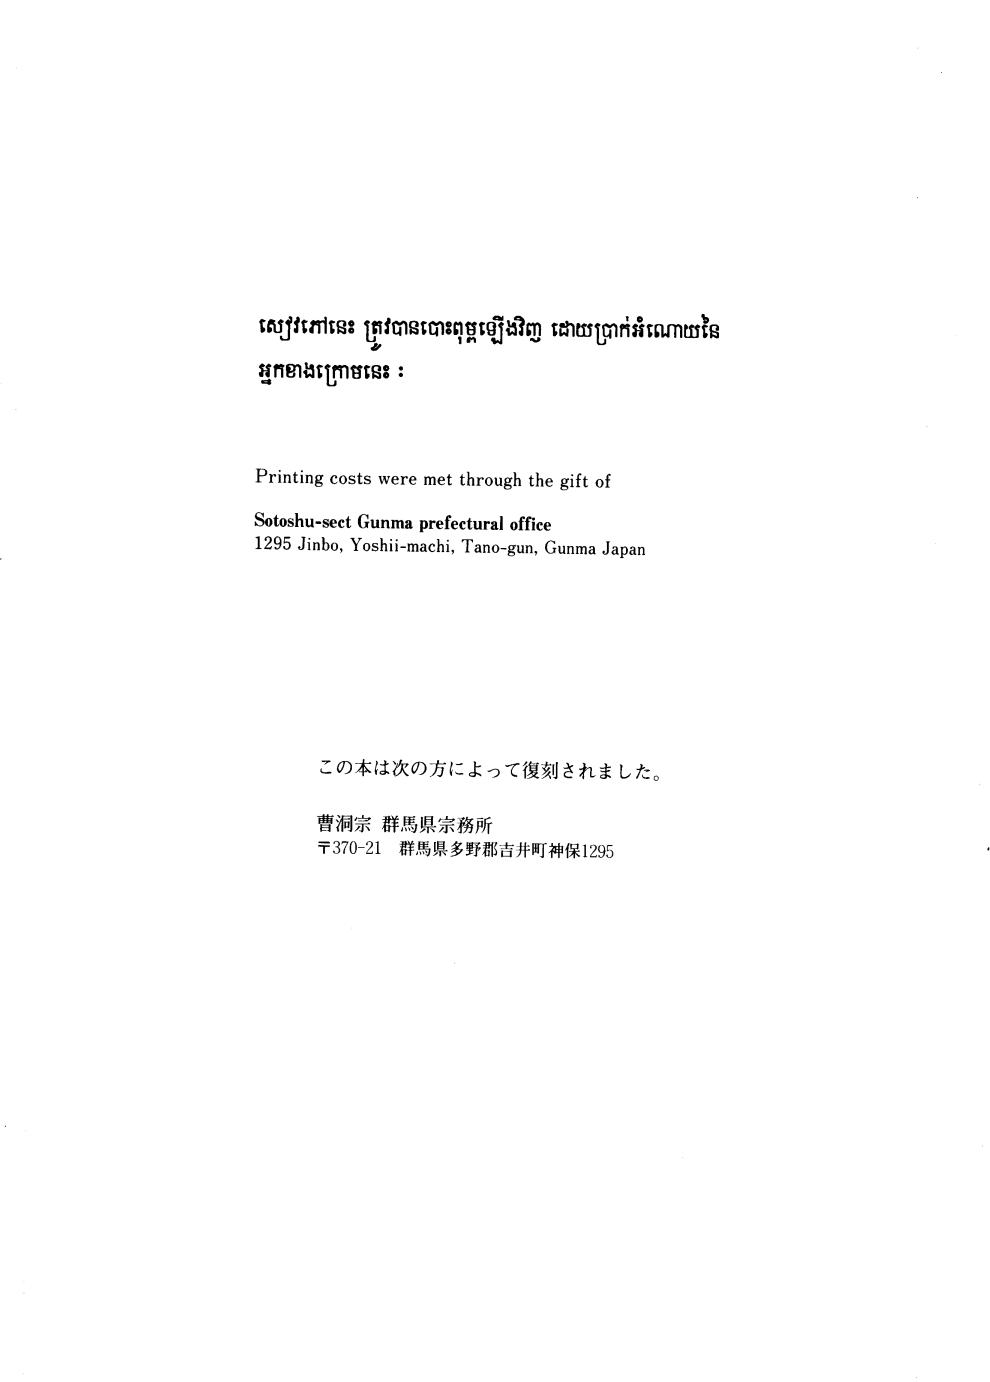 សៀវភៅនេះ ត្រូវបានបោះពុម្ពឡើងវិញ ដោយប្រាក់អំណោយនៃ
អ្នកខាងក្រោមនេះ :
Printing costs were met through the gift of
Sotoshu-sect Gunma prefectural office
1295 Jinbo, Yoshii-machi, Tano-gun, Gunma Japan
この本は次の方によって復刻されました。
曹洞宗 群馬県宗務所
〒370-21 群馬県多野郡吉井町神保1295